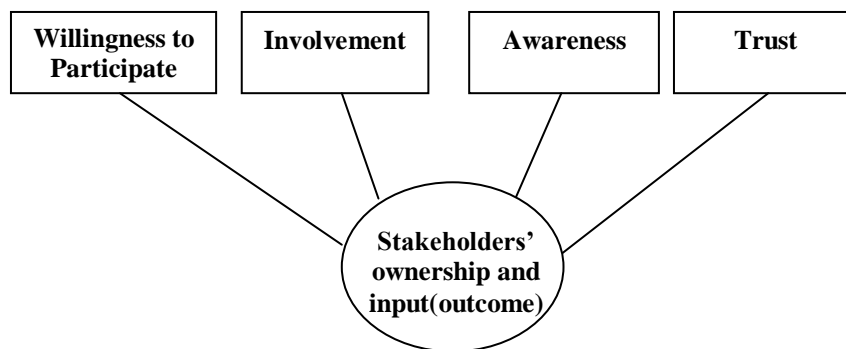 Willingness to
Participate
Involvement
Awareness
Trust
Stakeholders’
ownership and
input(outcome)